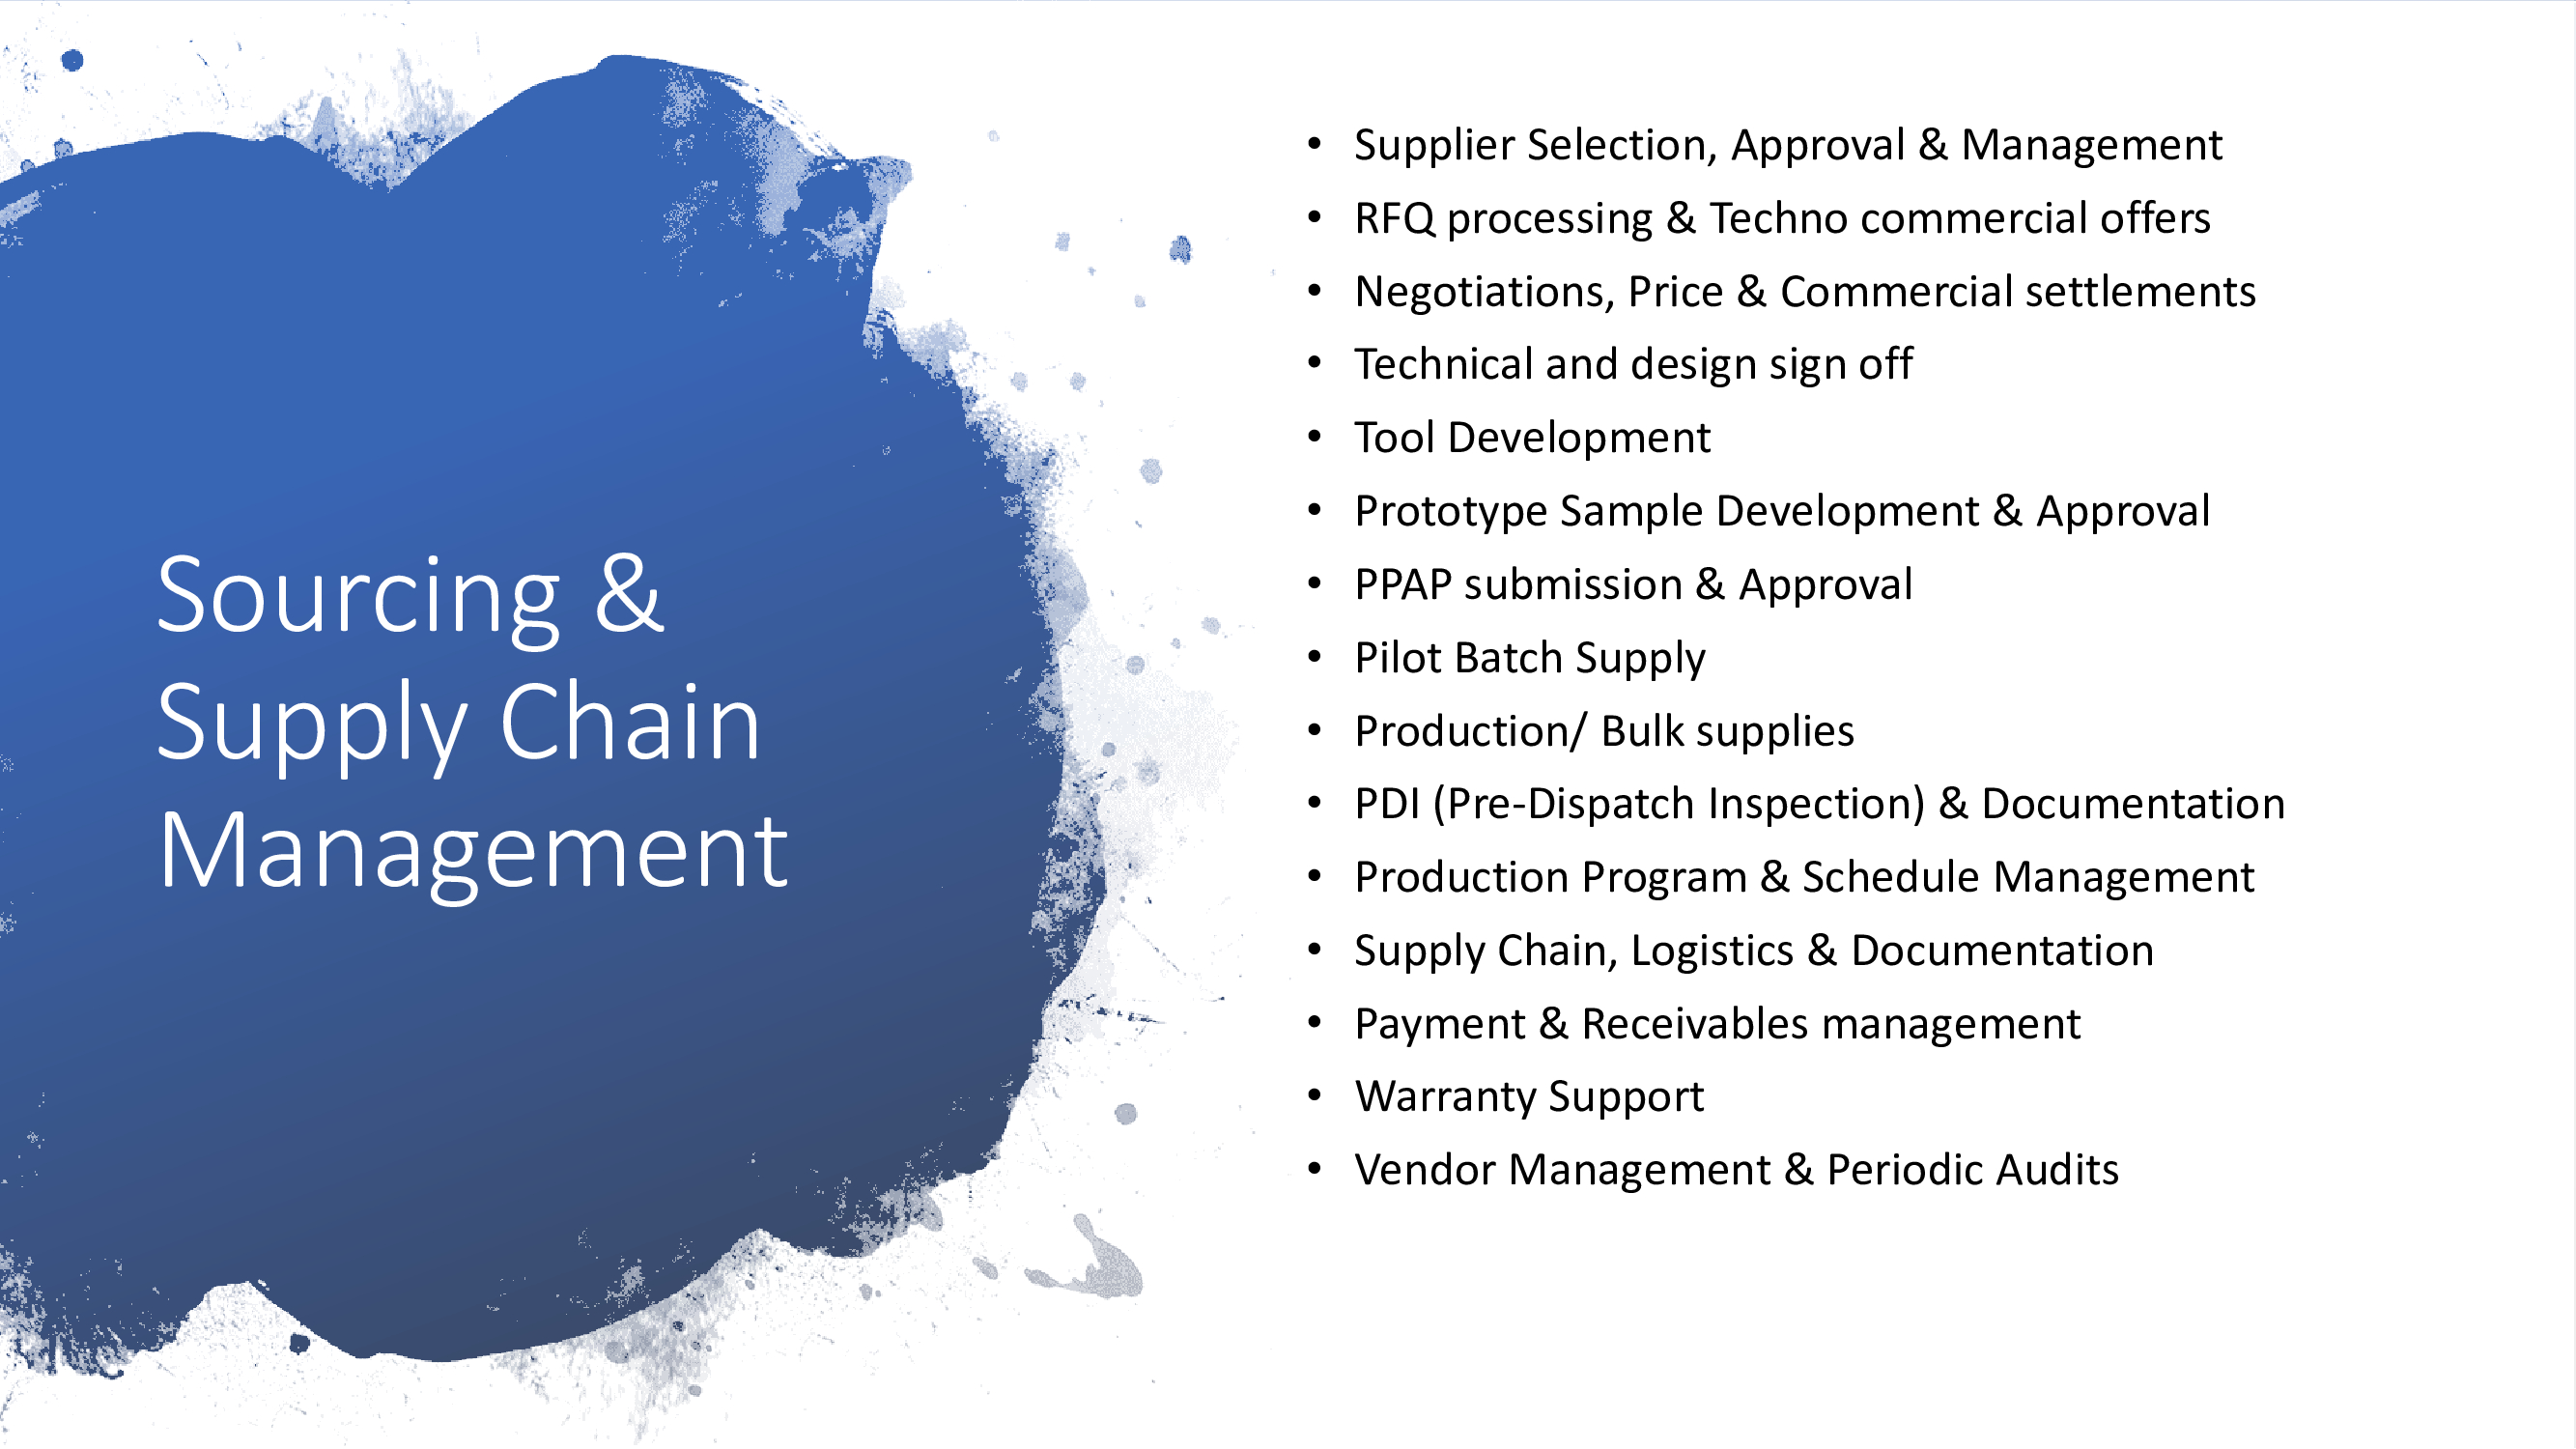 Sourcing &
Supply Chain
Management
• Supplier Selection, Approval & Management
• RFQ processing & Techno commercial offers
• Negotiations, Price & Commercial settlements
• Technical and design sign off
• Tool Development
• Prototype Sample Development & Approval
• PPAP submission & Approval
• Pilot Batch Supply
• Production/ Bulk supplies
• PDI (Pre-Dispatch Inspection) & Documentation
• Production Program & Schedule Management
• Supply Chain, Logistics & Documentation
• Payment & Receivables management
• Warranty Support
• Vendor Management & Periodic Audits